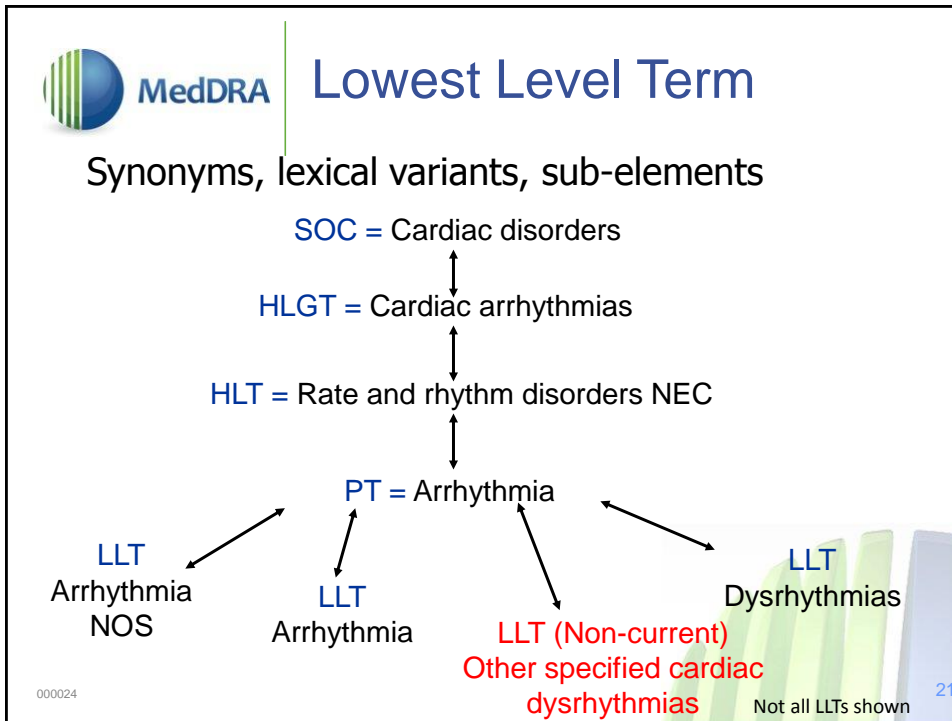 MedDRA
Lowest Level Term
Synonyms, lexical variants, sub-elements
SOC = Cardiac disorders
HLGT = Cardiac arrhythmias
HLT = Rate and rhythm disorders NEC
PT = Arrhythmia
LLT
Arrhythmia
NOS
LLT
Arrhythmia
LLT (Non-current)
Other specified cardiac
dysrhythmias
LLT
Dysrhythmias
000024
Not all LLTs shown
21